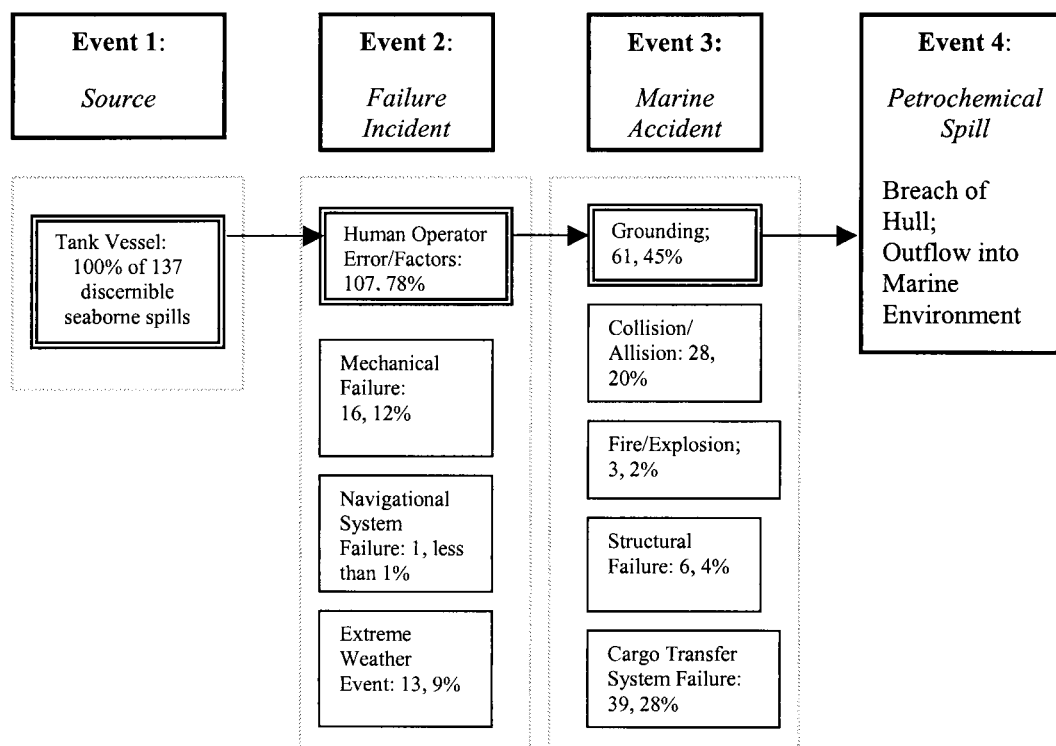 Event 1:
Source
Event 2:
Failure
Incident
Event 3:
Marine
Accident
Event 4:
Petrochemical
Spill
Breach of
Hull;
Outflow into
Marine
Environment
Tank Vessel:
100% of 137
discernible
seaborne spills
Human Operator
Error/Factors:
107, 78%
Mechanical
Failure:
16, 12%
Navigational
System
Failure: 1, less
than 1%
Extreme
Weather
Event: 13, 9%
Grounding;
61, 45%
Collision/
Allision: 28,
20%
Fire/Explosion;
3, 2%
Structural
Failure: 6, 4%
Cargo Transfer
System Failure:
39, 28%